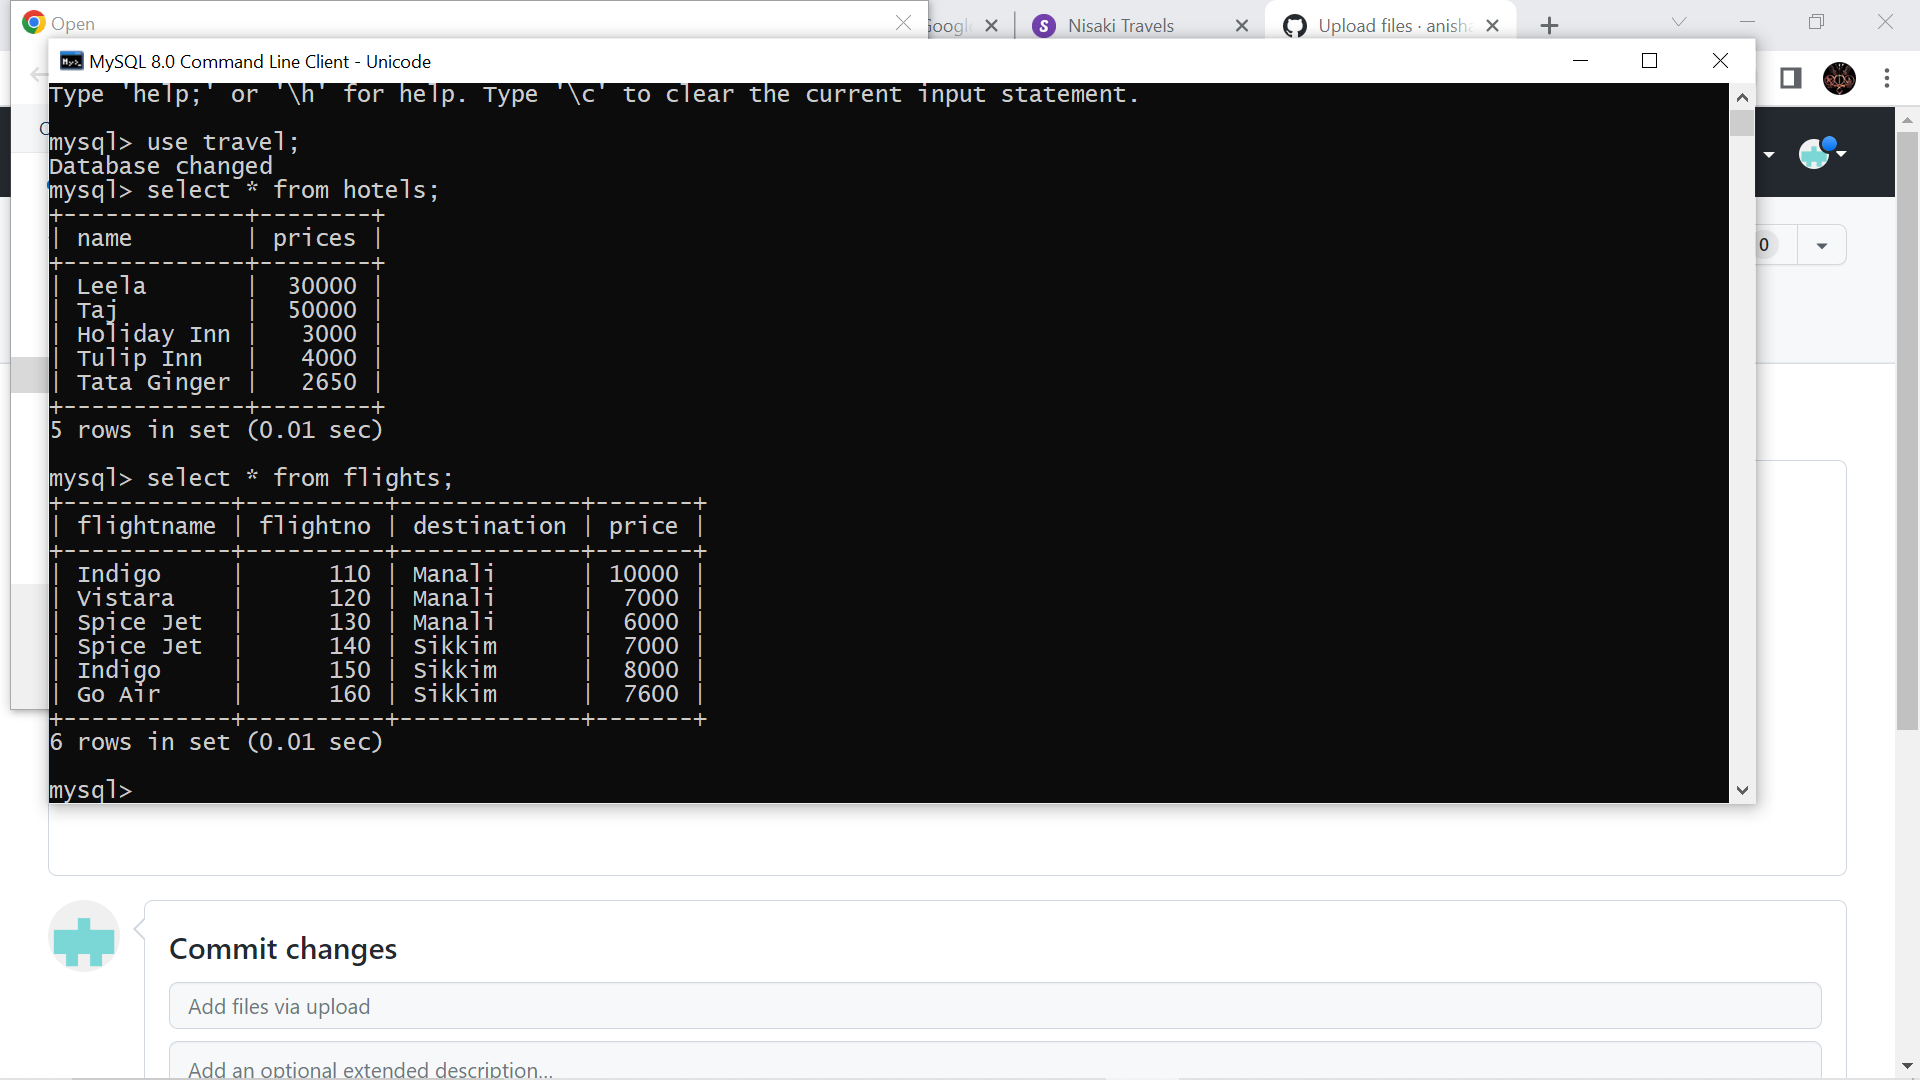 Open
Google
Nisaki Travels
Upload files · anisha
MySQL 8.0 Command Line Client - Unicode
Type 'help;' or '\h' for help. Type '\c' to clear the current input statement.
mysql> use travel;
Database changed
mysql> select * from hotels;
+-------------+--------+
| name        | prices |
+-------------+--------+
| Leela       |  30000 |
| Taj         |  50000 |
| Holiday Inn |   3000 |
| Tulip Inn   |   4000 |
| Tata Ginger |   2650 |
+-------------+--------+
5 rows in set (0.01 sec)
mysql> select * from flights;
+------------+----------+-------------+-------+
| flightname | flightno | destination | price |
+------------+----------+-------------+-------+
| Indigo     |      110 | Manali      | 10000 |
| Vistara    |      120 | Manali      |  7000 |
| Spice Jet  |      130 | Manali      |  6000 |
| Spice Jet  |      140 | Sikkim      |  7000 |
| Indigo     |      150 | Sikkim      |  8000 |
| Go Air     |      160 | Sikkim      |  7600 |
+------------+----------+-------------+-------+
6 rows in set (0.01 sec)
mysql>
0
Commit changes
Add files via upload
Add an optional extended description...